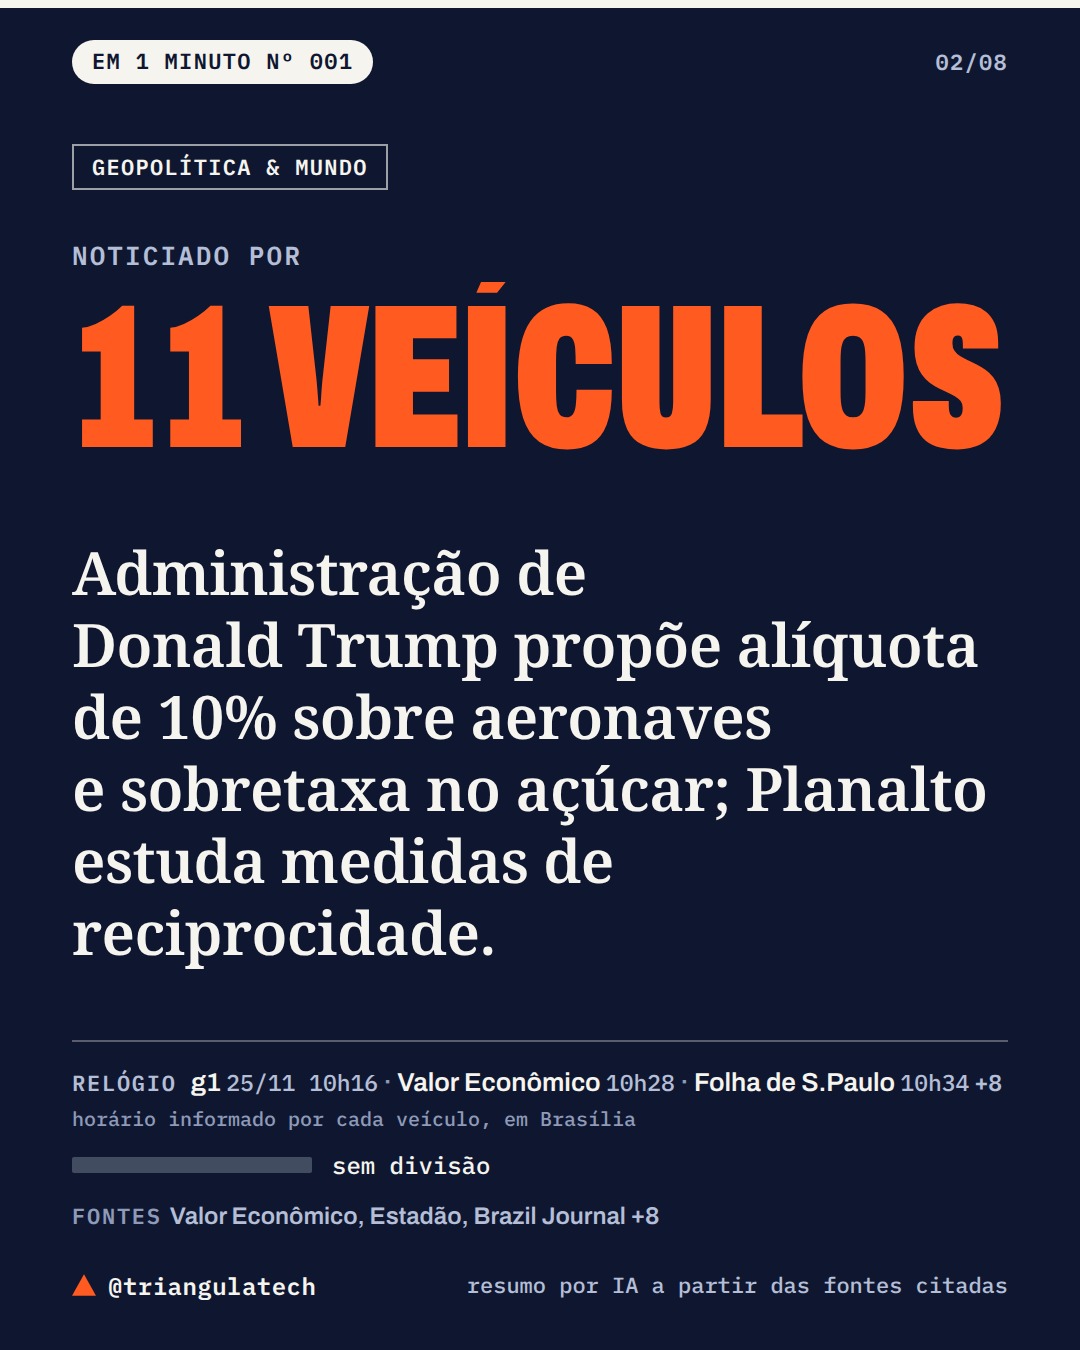 EM 1 MINUTO Nº 001
02/08
GEOPOLÍTICA & MUNDO
NOTICIADO POR
11 VEÍCULOS
Administração de
Donald Trump propõe alíquota
de 10% sobre aeronaves
e sobretaxa no açúcar; Planalto
estuda medidas de
reciprocidade.
RELÓGIO g1 25/11 10h16 · Valor Econômico 10h28 · Folha de S.Paulo 10h34 +8
horário informado por cada veículo, em Brasília
sem divisão
FONTES Valor Econômico, Estadão, Brazil Journal +8
@triangulatech
resumo por IA a partir das fontes citadas